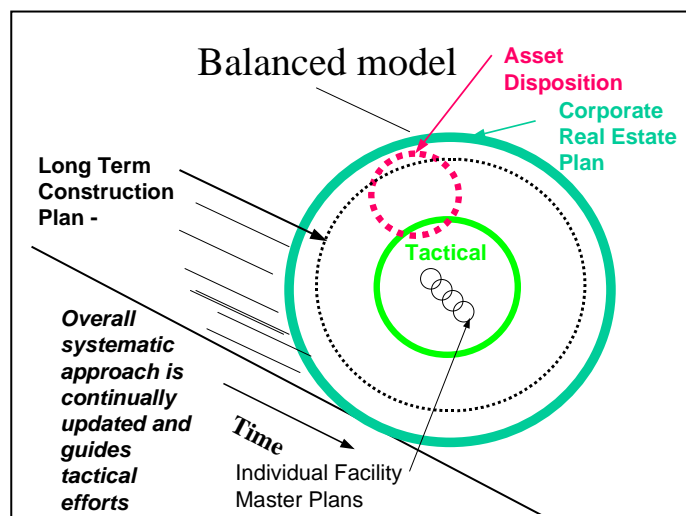 Balanced model
Asset
Disposition
Corporate
Real Estate
Plan
Long Term
Construction
Plan -
Tactical
Overall
systematic
approach is
continually
updated and
guides
tactical
efforts
Time
Individual Facility
Master Plans